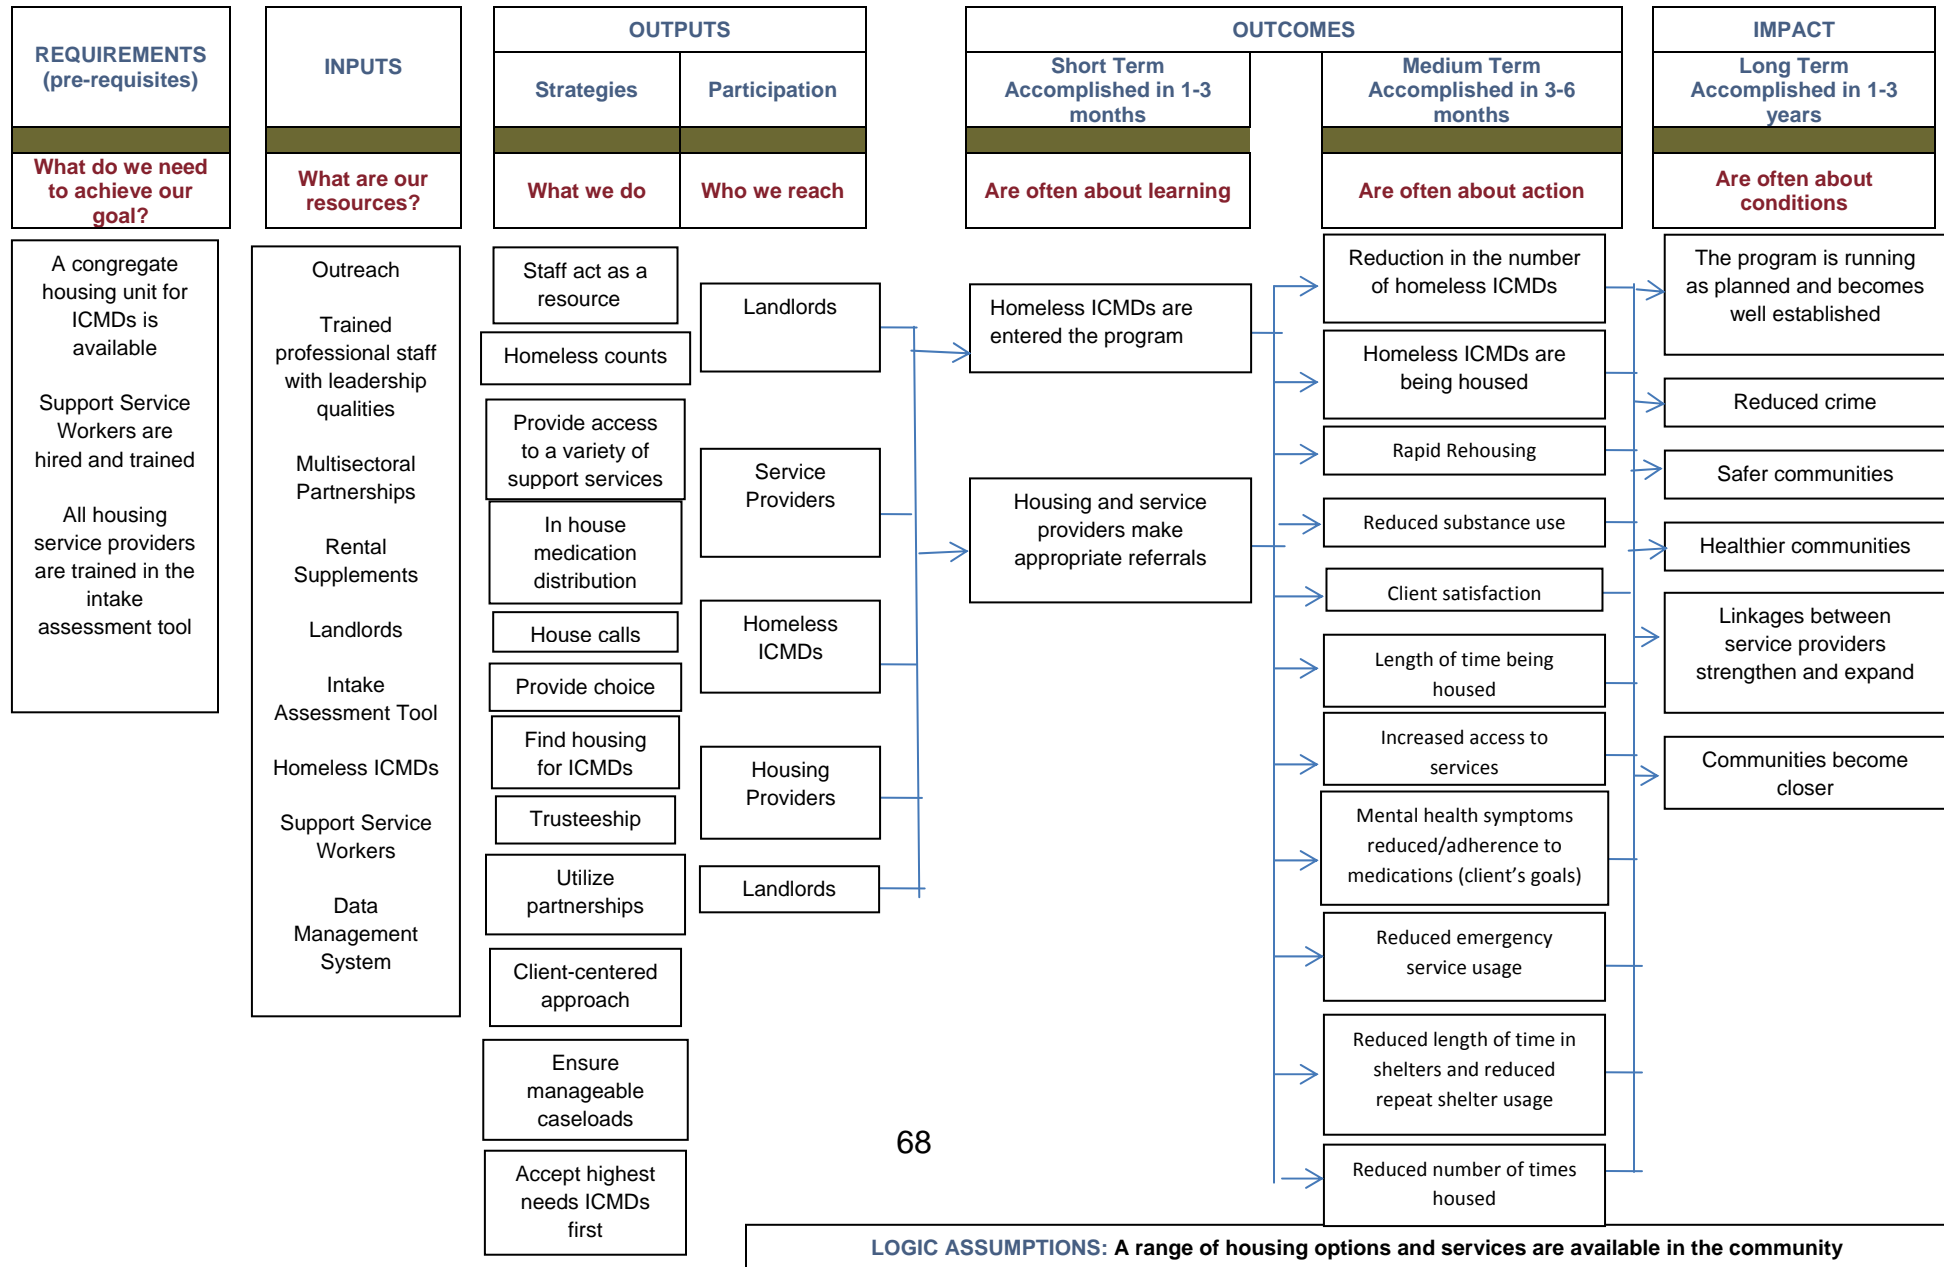 REQUIREMENTS
(pre-requisites)
What do we need
to achieve our
goal?
A congregate
housing unit for
ICMDs is
available
Support Service
Workers are
hired and trained
All housing
service providers
are trained in the
intake
assessment tool
INPUTS
What are our
resources?
Outreach
Trained
professional staff
with leadership
qualities
Multisectoral
Partnerships
Rental
Supplements
Landlords
Intake
Assessment Tool
Homeless ICMDs
Support Service
Workers
Data
Management
System
OUTPUTS
Strategies
What we do
Staff act as a
resource
Homeless counts
Provide access
to a variety of
support services
In house
medication
distribution
House calls
Provide choice
Find housing
for ICMDs
Trusteeship
Utilize
partnerships
Client-centered
approach
Ensure
manageable
caseloads
Accept highest
needs ICMDs
first
Participation
Who we reach
Landlords
Service
Providers
Homeless
ICMDs
Housing
Providers
Landlords
OUTCOMES
Short Term
Accomplished in 1-3
months
Are often about learning
Homeless ICMDs are
entered the program
Housing and service
providers make
appropriate referrals
Medium Term
Accomplished in 3-6
months
Are often about action
Reduction in the number
of homeless ICMDs
Homeless ICMDs are
being housed
Rapid Rehousing
Reduced substance use
Client satisfaction
Length of time being
housed
Increased access to
services
Mental health symptoms
reduced/adherence to
medications (client’s goals)
Reduced emergency
service usage
Reduced length of time in
shelters and reduced
repeat shelter usage
Reduced number of times
housed
IMPACT
Long Term
Accomplished in 1-3
years
Are often about
conditions
The program is running
as planned and becomes
well established
Reduced crime
Safer communities
Healthier communities
Linkages between
service providers
strengthen and expand
Communities become
closer
68
LOGIC ASSUMPTIONS: A range of housing options and services are available in the community